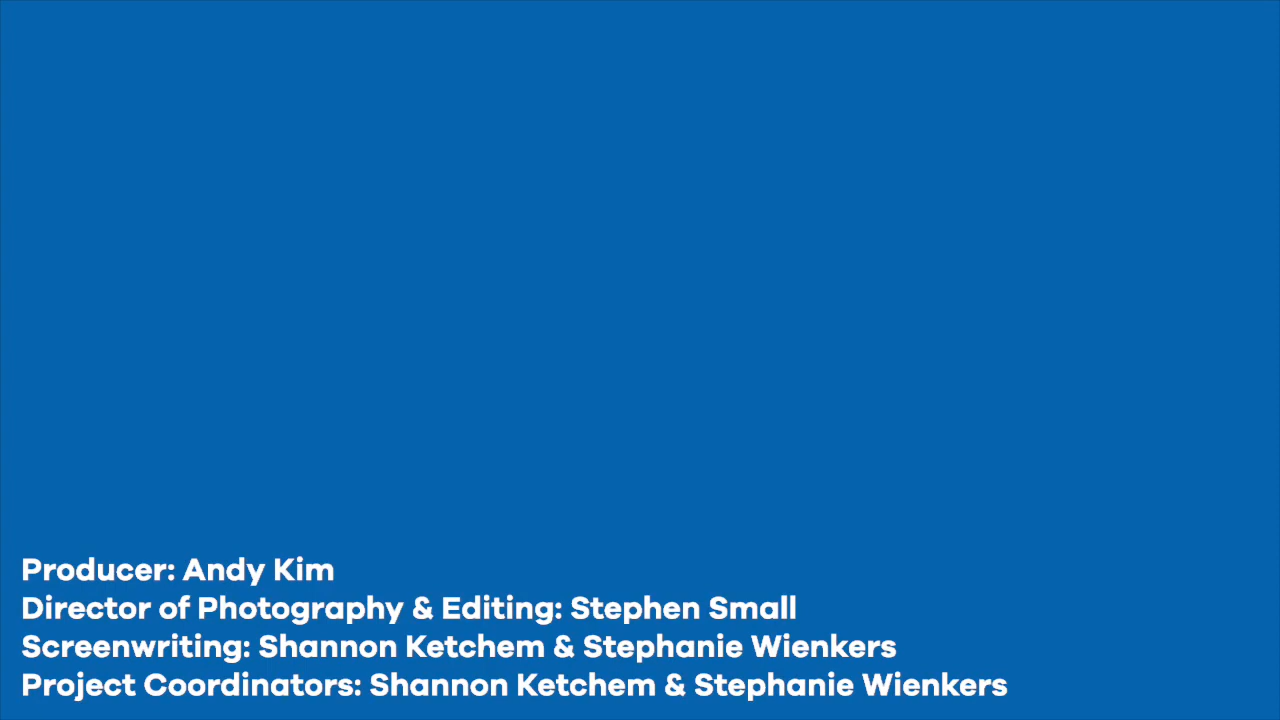 Producer: Andy Kim
Director of Photography & Editing: Stephen Small
Screenwriting: Shannon Ketchem & Stephanie Wienkers
Project Coordinators: Shannon Ketchem & Stephanie Wienkers